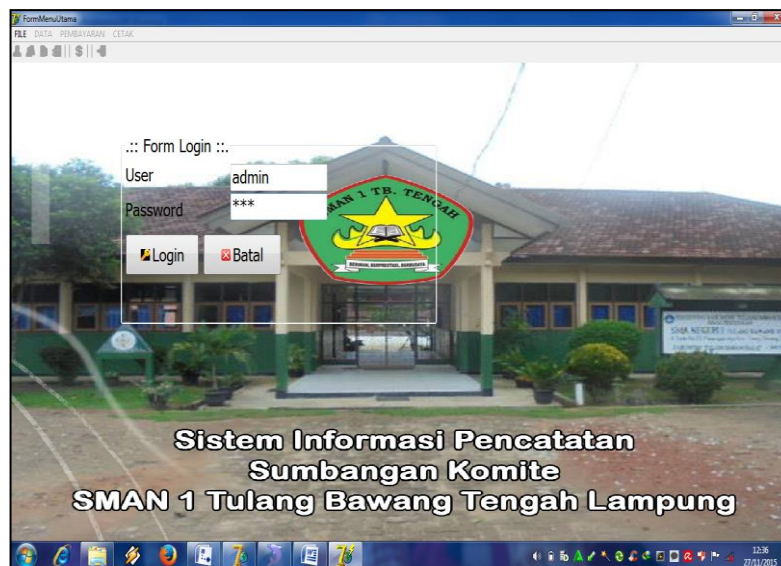 FormMenuUtama
FILE DATA PEMBAYARAN CETAK
.:: Form Login ::.
User admin
Password ***
Login Batal
SMAN 1 TB. TENGAH
Sistem Informasi Pencatatan
Sumbangan Komite
SMAN 1 Tulang Bawang Tengah Lampung
12:36
27/11/2015